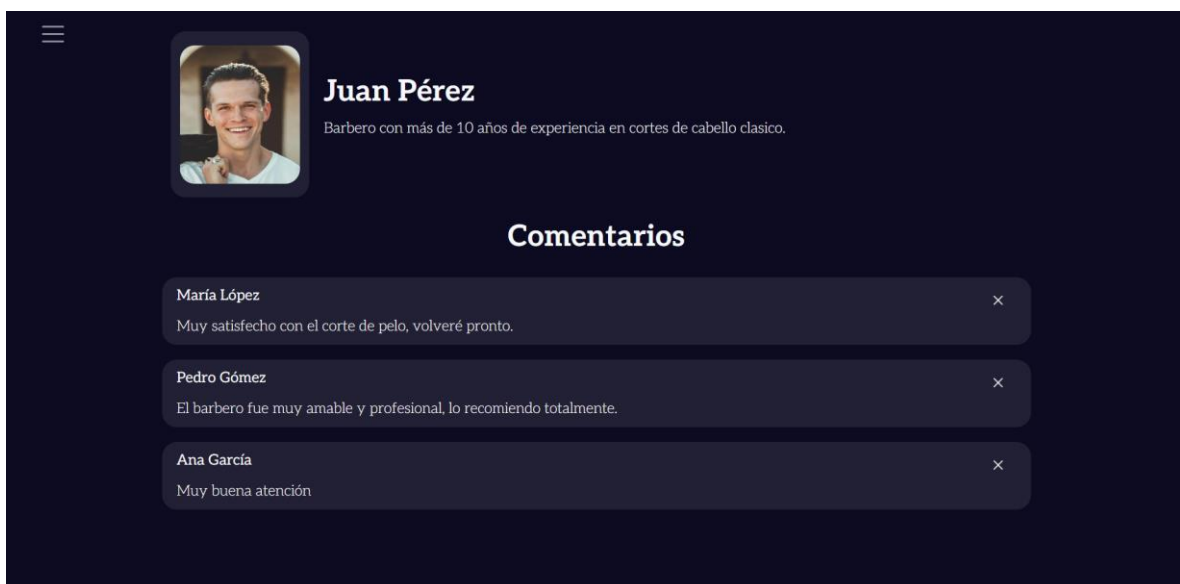 Juan Pérez
Barbero con más de 10 años de experiencia en cortes de cabello clasico.
Comentarios
María López
Muy satisfecho con el corte de pelo, volveré pronto.
Pedro Gómez
El barbero fue muy amable y profesional, lo recomiendo totalmente.
Ana García
Muy buena atención